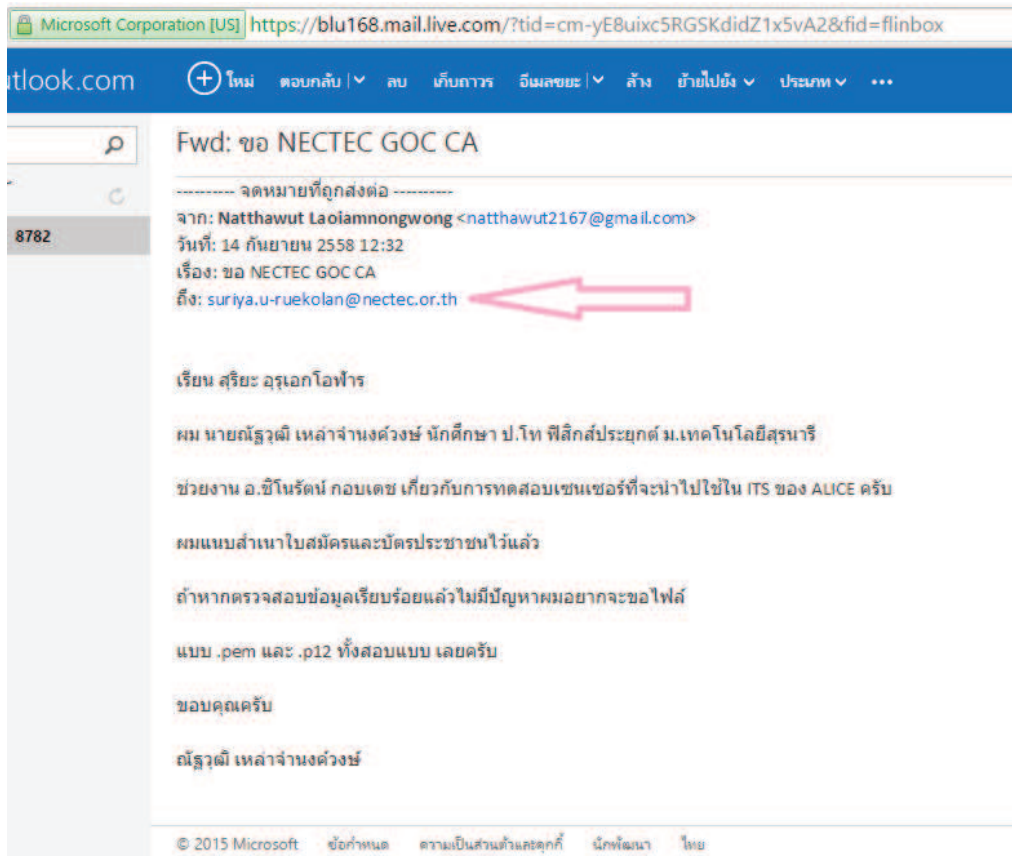 Microsoft Corporation [US] https://blu168.mail.live.com/?tid=cm-yE8uixc5RGSKdidZ1x5vA2&fid=flinbox
utlook.com ใหม่ ตอบกลับ ลบ เก็บถาวร อีเมลขยะ ล้าง ย้ายไปยัง ประเภท •••
Fwd: ขอ NECTEC GOC CA
---------- จดหมายที่ถูกส่งต่อ ----------
จาก: Natthawut Laoiamnongwong <natthawut2167@gmail.com>
8782
วันที่: 14 กันยายน 2558 12:32
เรื่อง: ขอ NECTEC GOC CA
ถึง: suriya.u-ruekolan@nectec.or.th
เรียน สุริยะ อุรุเอกโอฬาร
ผม นายณัฐวุฒิ เหล่าจำนงค์วงษ์ นักศึกษา ป.โท ฟิสิกส์ประยุกต์ ม.เทคโนโลยีสุรนารี
ช่วยงาน อ.ชิโนรัตน์ กอบเดช เกี่ยวกับการทดสอบเซนเซอร์ที่จะนำไปใช้ใน ITS ของ ALICE ครับ
ผมแนบสำเนาใบสมัครและบัตรประชาชนไว้แล้ว
ถ้าหากตรวจสอบข้อมูลเรียบร้อยแล้วไม่มีปัญหาผมอยากจะขอไฟล์
แบบ .pem และ .p12 ทั้งสอบแบบ เลยครับ
ขอบคุณครับ
ณัฐวุฒิ เหล่าจำนงค์วงษ์
© 2015 Microsoft ข้อกำหนด ความเป็นส่วนตัวและคุกกี้ นักพัฒนา ไทย